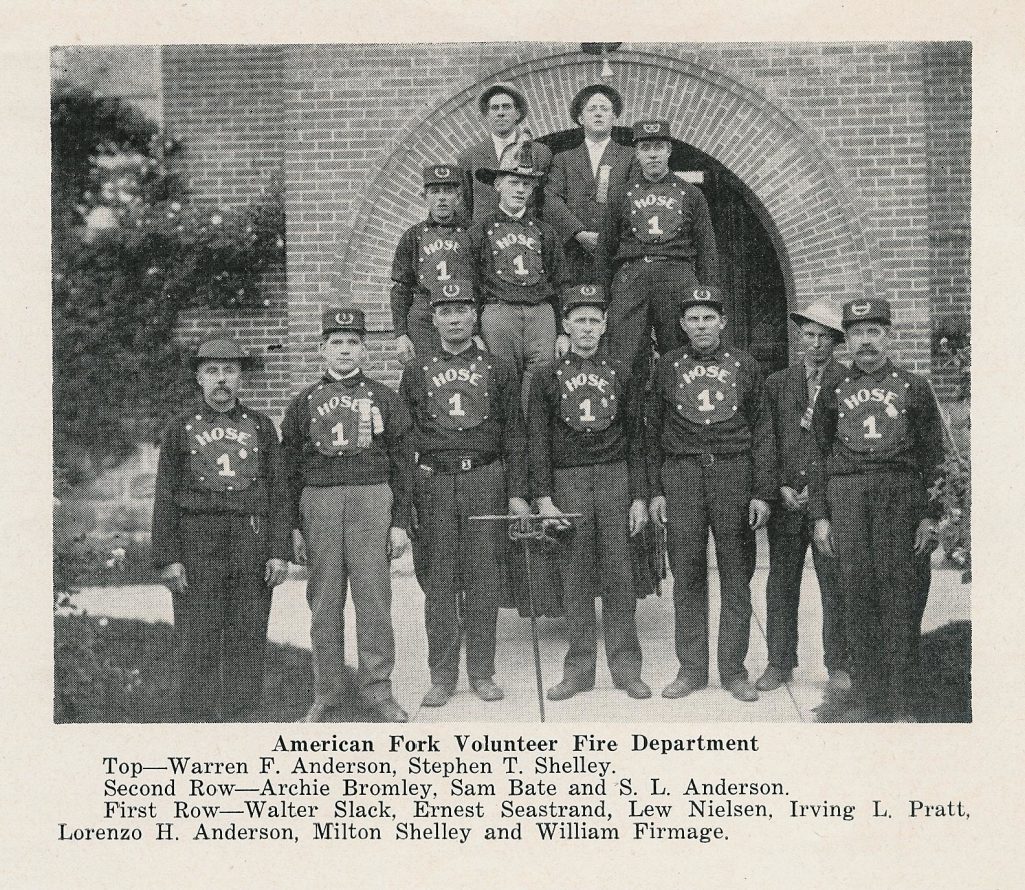 HOSE
1
HOSE
1
HOSE
1
HOSE
1
HOSE
1
HOSE
1
HOSE
1
HOSE
1
HOSE
1
American Fork Volunteer Fire Department
Top—Warren F. Anderson, Stephen T. Shelley.
Second Row—Archie Bromley, Sam Bate and S. L. Anderson.
First Row—Walter Slack, Ernest Seastrand, Lew Nielsen, Irving L. Pratt,
Lorenzo H. Anderson, Milton Shelley and William Firmage.